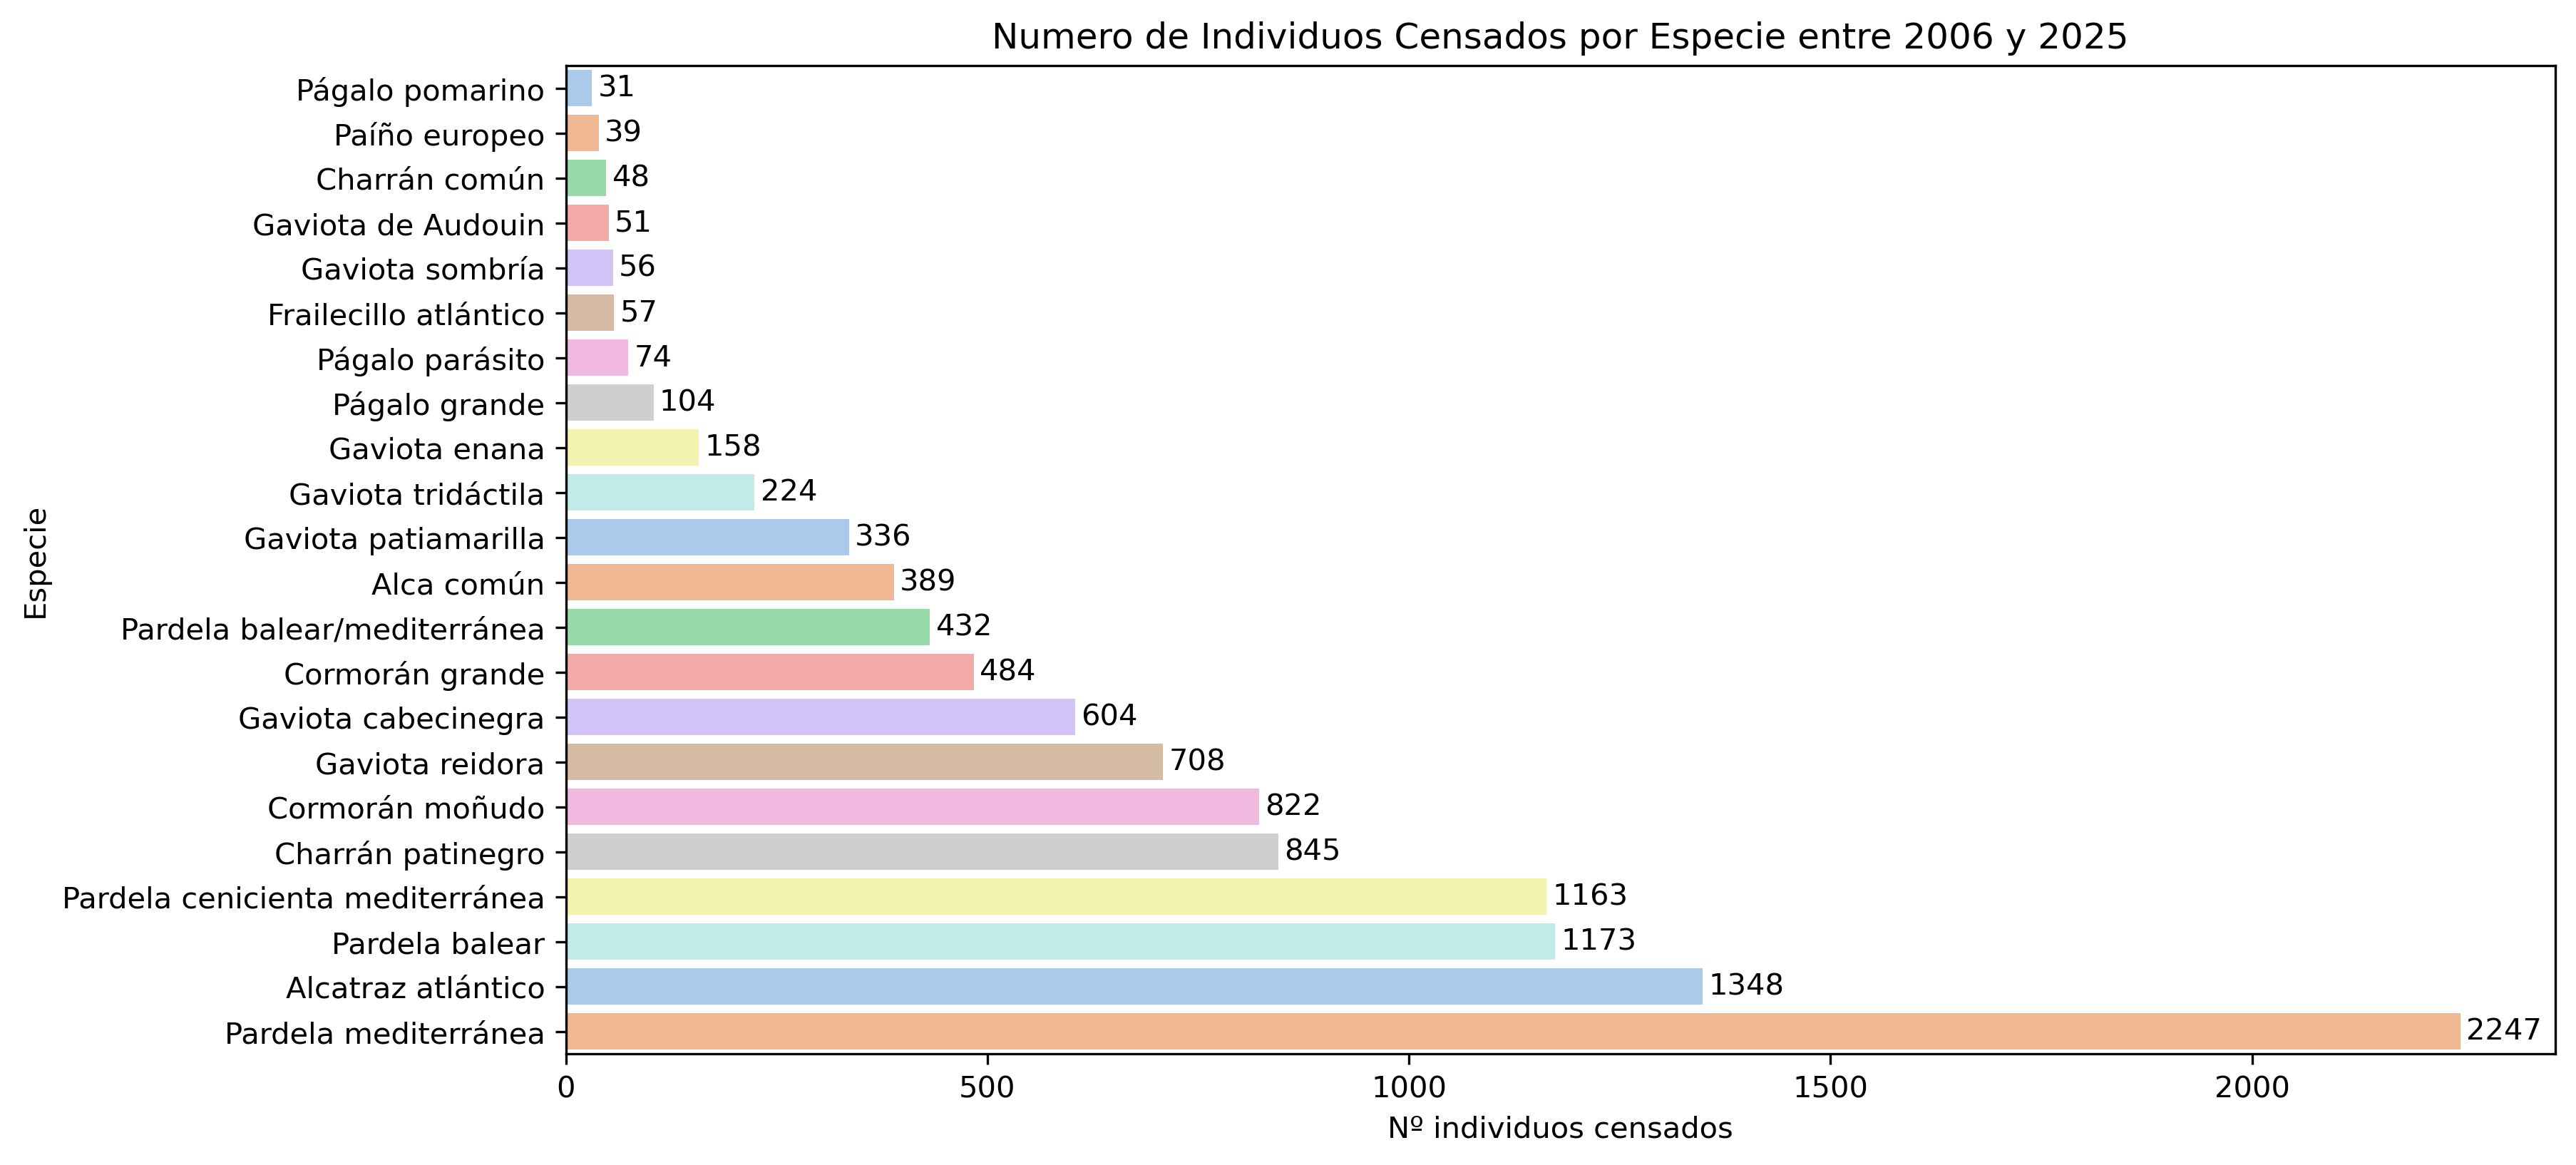 Numero de Individuos Censados por Especie entre 2006 y 2025
Especie
Págalo pomarino 31
Paíño europeo 39
Charrán común 48
Gaviota de Audouin 51
Gaviota sombría 56
Frailecillo atlántico 57
Págalo parásito 74
Págalo grande 104
Gaviota enana 158
Gaviota tridáctila 224
Gaviota patiamarilla 336
Alca común 389
Pardela balear/mediterránea 432
Cormorán grande 484
Gaviota cabecinegra 604
Gaviota reidora 708
Cormorán moñudo 822
Charrán patinegro 845
Pardela cenicienta mediterránea 1163
Pardela balear 1173
Alcatraz atlántico 1348
Pardela mediterránea 2247
0 500 1000 1500 2000
Nº individuos censados